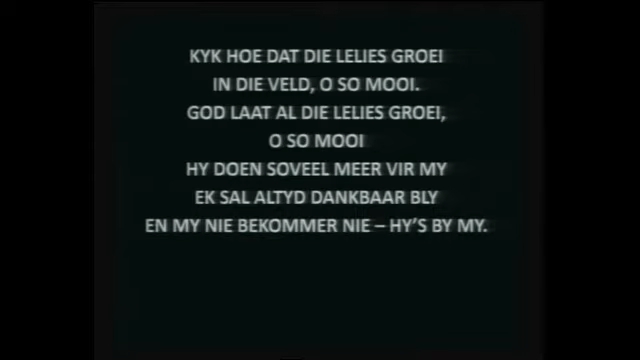 KYK HOE DAT DIE LELIES GROEI
IN DIE VELD, O SO MOOI.
GOD LAAT AL DIE LELIES GROEI,
O SO MOOI
HY DOEN SOVEEL MEER VIR MY
EK SAL ALTYD DANKBAAR BLY
EN MY NIE BEKOMMER NIE – HY'S BY MY.